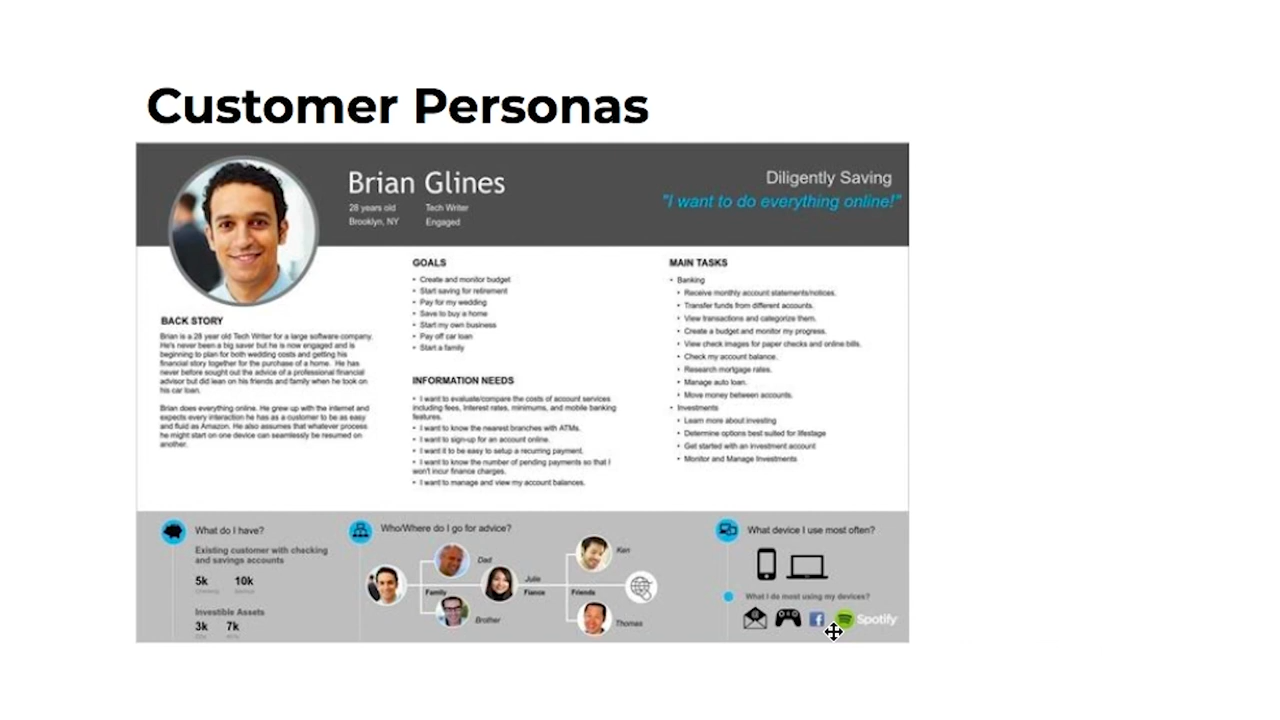 Customer Personas
Brian Glines
28 years old
Tech Writer
Brooklyn, NY
Engaged
Diligently Saving
"I want to do everything online!"
BACK STORY
Brian is a 28 year old Tech Writer for a large software company.
He's never been a big saver but he is now engaged and is
beginning to plan for both wedding costs and getting his
financial story together for the purchase of a home. He has
never before sought out the advice of a professional financial
advisor but did lean on his friends and family when he took on
his car loan.
Brian does everything online. He grew up with the internet and
expects every interaction he has as a customer to be as easy
and fluid as Amazon. He also assumes that whatever process
he might start on one device can seamlessly be resumed on
another.
GOALS
• Create and monitor budget
• Start saving for retirement
• Pay for my wedding
• Save to buy a home
• Start my own business
• Pay off car loan
• Start a family
INFORMATION NEEDS
• I want to evaluate/compare the costs of account services
including fees, Interest rates, minimums, and mobile banking
features.
• I want to know the nearest branches with ATMs.
• I want to sign-up for an account online.
• I want it to be easy to setup a recurring payment.
• I want to know the number of pending payments so that I
won't incur finance charges.
• I want to manage and view my account balances.
MAIN TASKS
• Banking
• Receive monthly account statements/notices.
• Transfer funds from different accounts.
• View transactions and categorize them.
• Create a budget and monitor my progress.
• View check images for paper checks and online bills.
• Check my account balance.
• Research mortgage rates.
• Manage auto loan.
• Move money between accounts.
• Investments
• Learn more about investing
• Determine options best suited for lifestage
• Get started with an investment account
• Monitor and Manage Investments
What do I have?
Existing customer with checking
and savings accounts
5k 10k
Investible Assets
3k 7k
Who/Where do I go for advice?
Dad
Family
Brother
Julie
Fiance
Friends
Ken
Thomas
What device I use most often?
What I do most using my devices?
Spotify